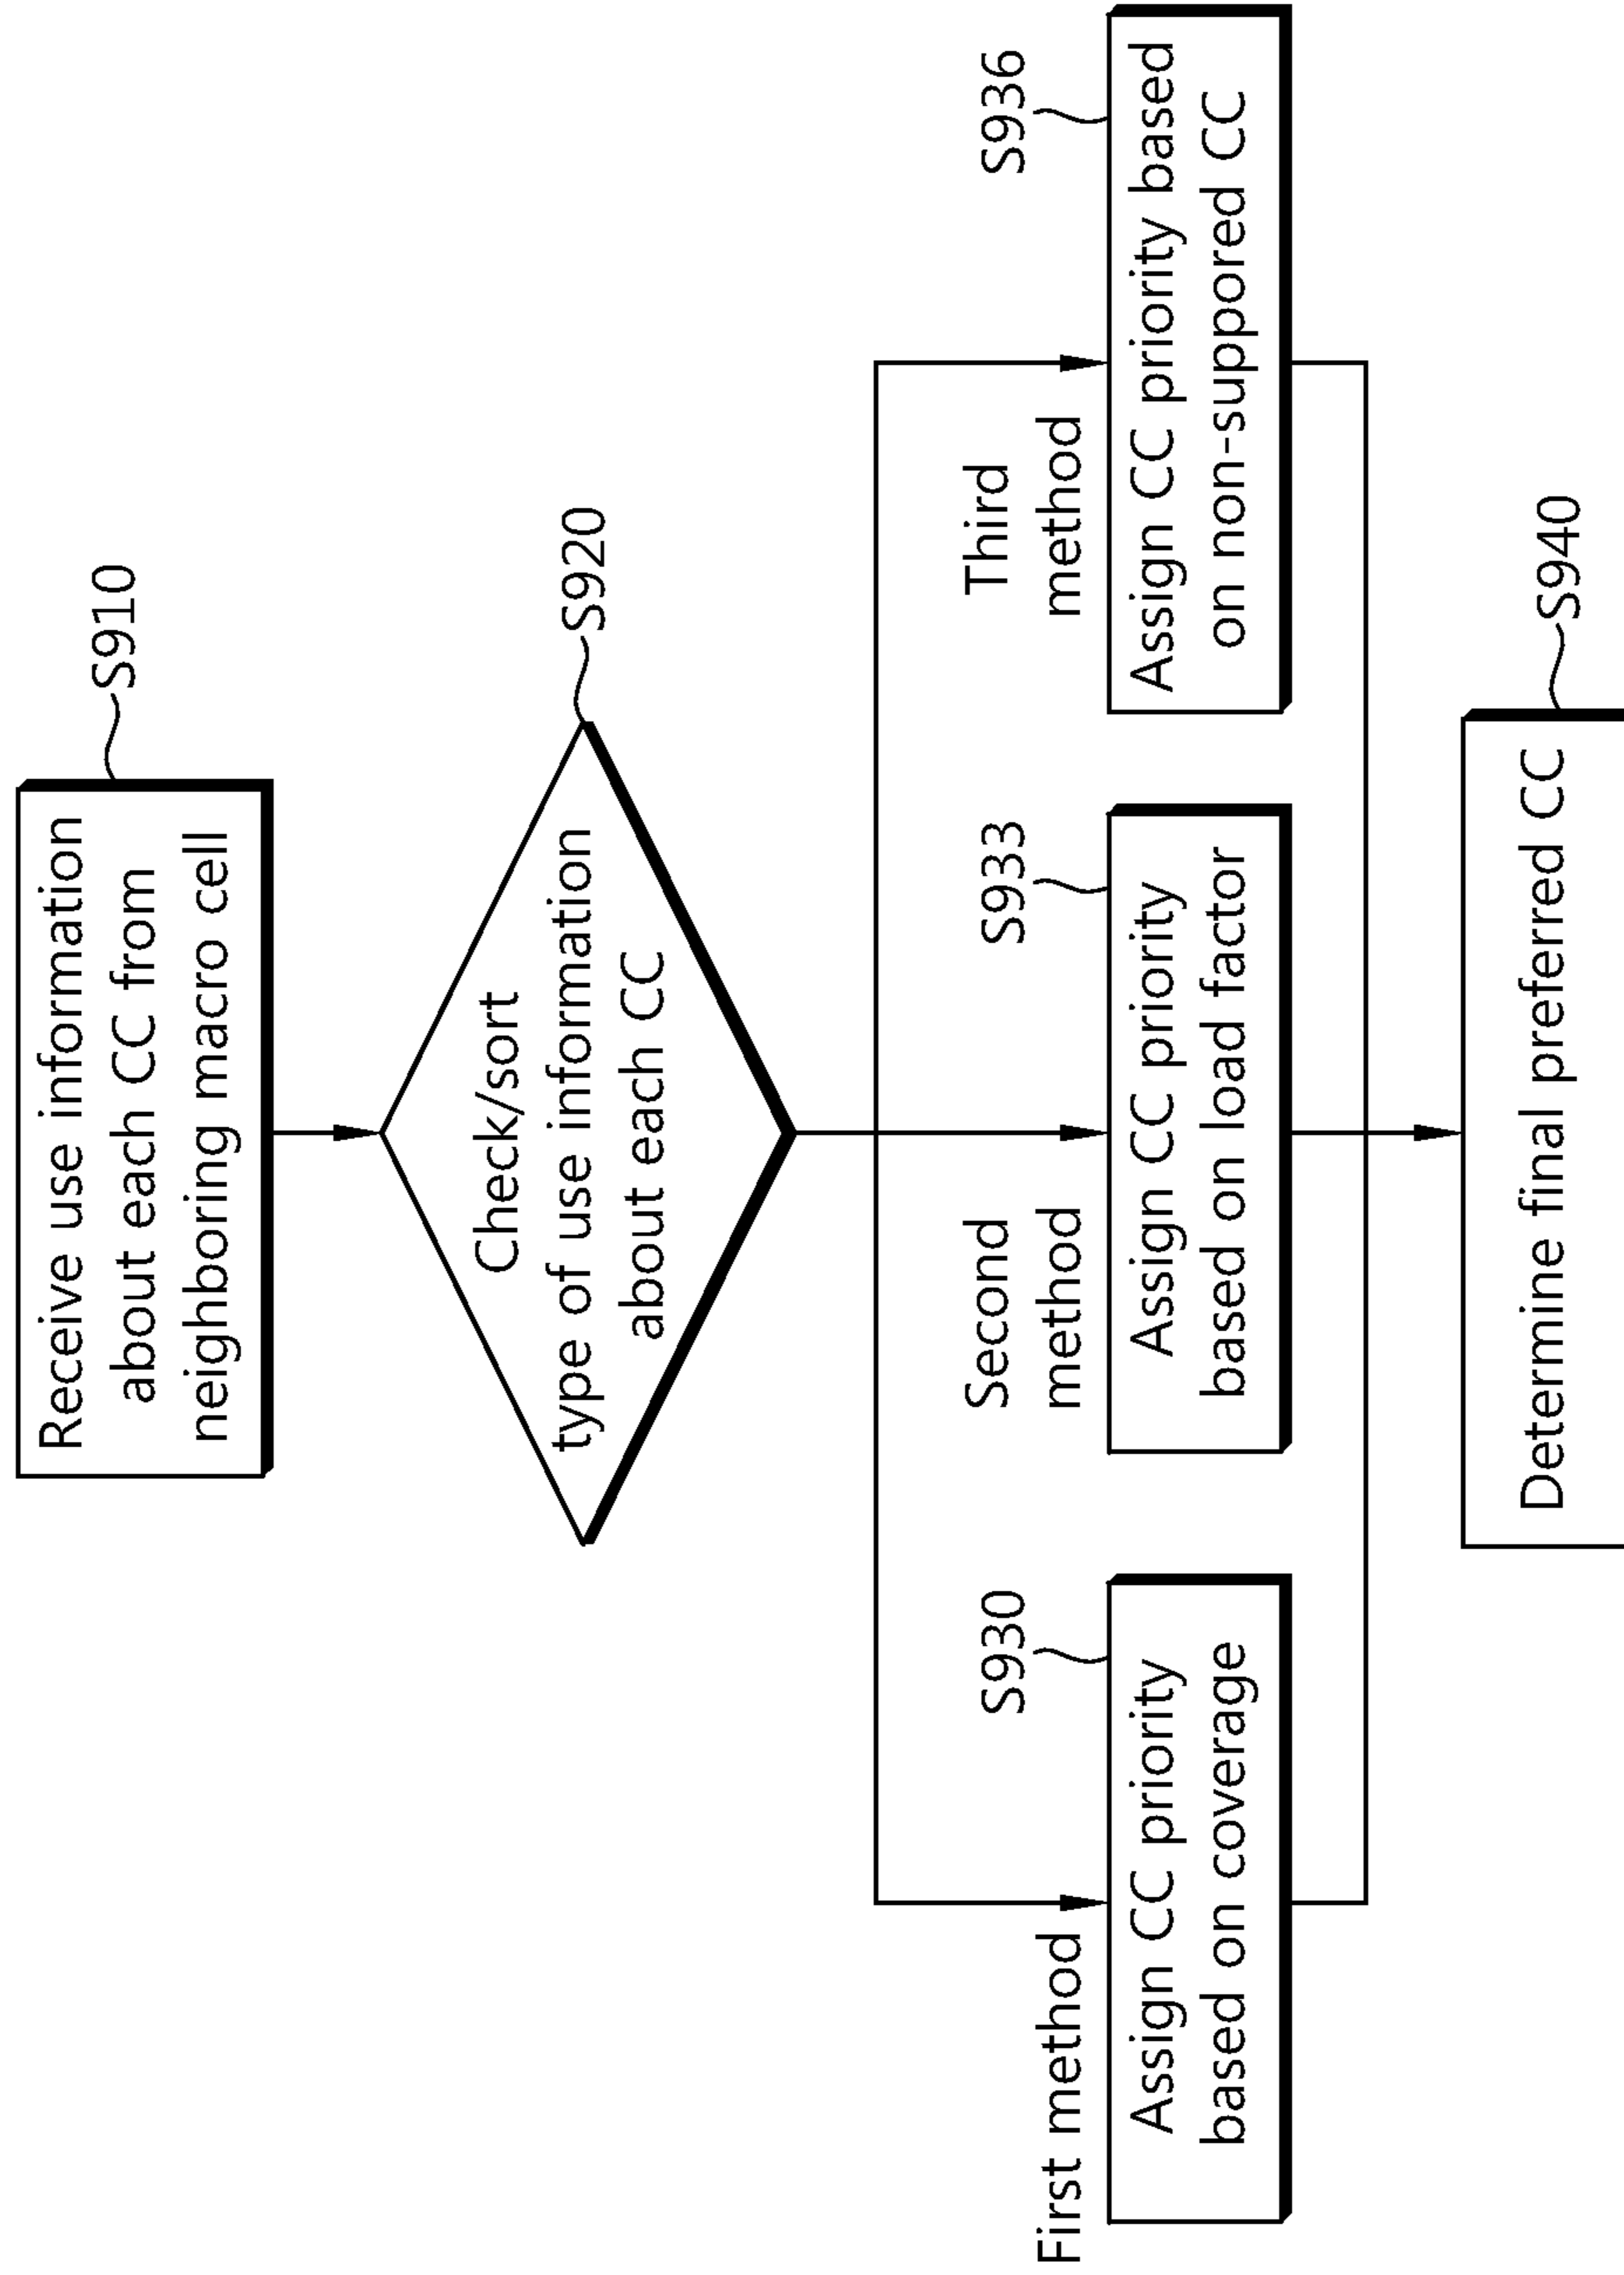 Receive use information
about each CC from
neighboring macro cell
S910
Check/sort
type of use information
about each CC
S920
First method
S930
Assign CC priority
based on coverage
Second
method
S933
Assign CC priority
based on load factor
Third
method
S936
Assign CC priority based
on non-suppored CC
Determine final preferred CC
S940